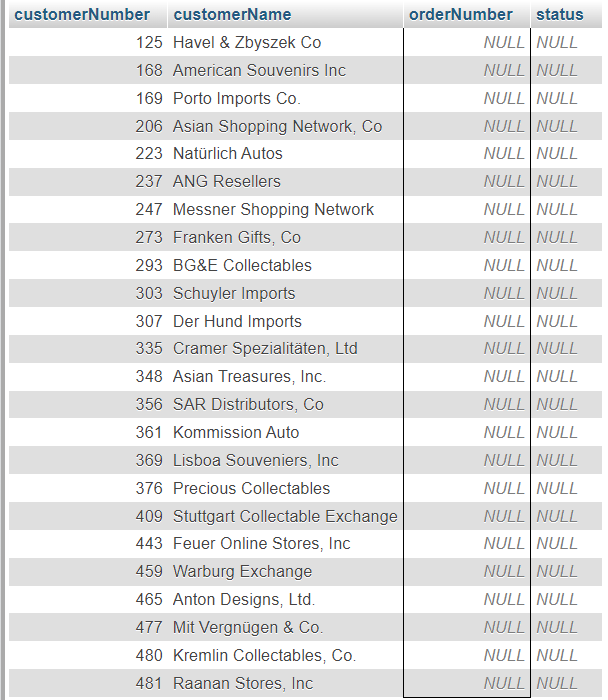 customerNumber customerName orderNumber status
125 Havel & Zbyszek Co NULL NULL
168 American Souvenirs Inc NULL NULL
169 Porto Imports Co. NULL NULL
206 Asian Shopping Network, Co NULL NULL
223 Natürlich Autos NULL NULL
237 ANG Resellers NULL NULL
247 Messner Shopping Network NULL NULL
273 Franken Gifts, Co NULL NULL
293 BG&E Collectables NULL NULL
303 Schuyler Imports NULL NULL
307 Der Hund Imports NULL NULL
335 Cramer Spezialitäten, Ltd NULL NULL
348 Asian Treasures, Inc. NULL NULL
356 SAR Distributors, Co NULL NULL
361 Kommission Auto NULL NULL
369 Lisboa Souveniers, Inc NULL NULL
376 Precious Collectables NULL NULL
409 Stuttgart Collectable Exchange NULL NULL
443 Feuer Online Stores, Inc NULL NULL
459 Warburg Exchange NULL NULL
465 Anton Designs, Ltd. NULL NULL
477 Mit Vergnügen & Co. NULL NULL
480 Kremlin Collectables, Co. NULL NULL
481 Raanan Stores, Inc NULL NULL